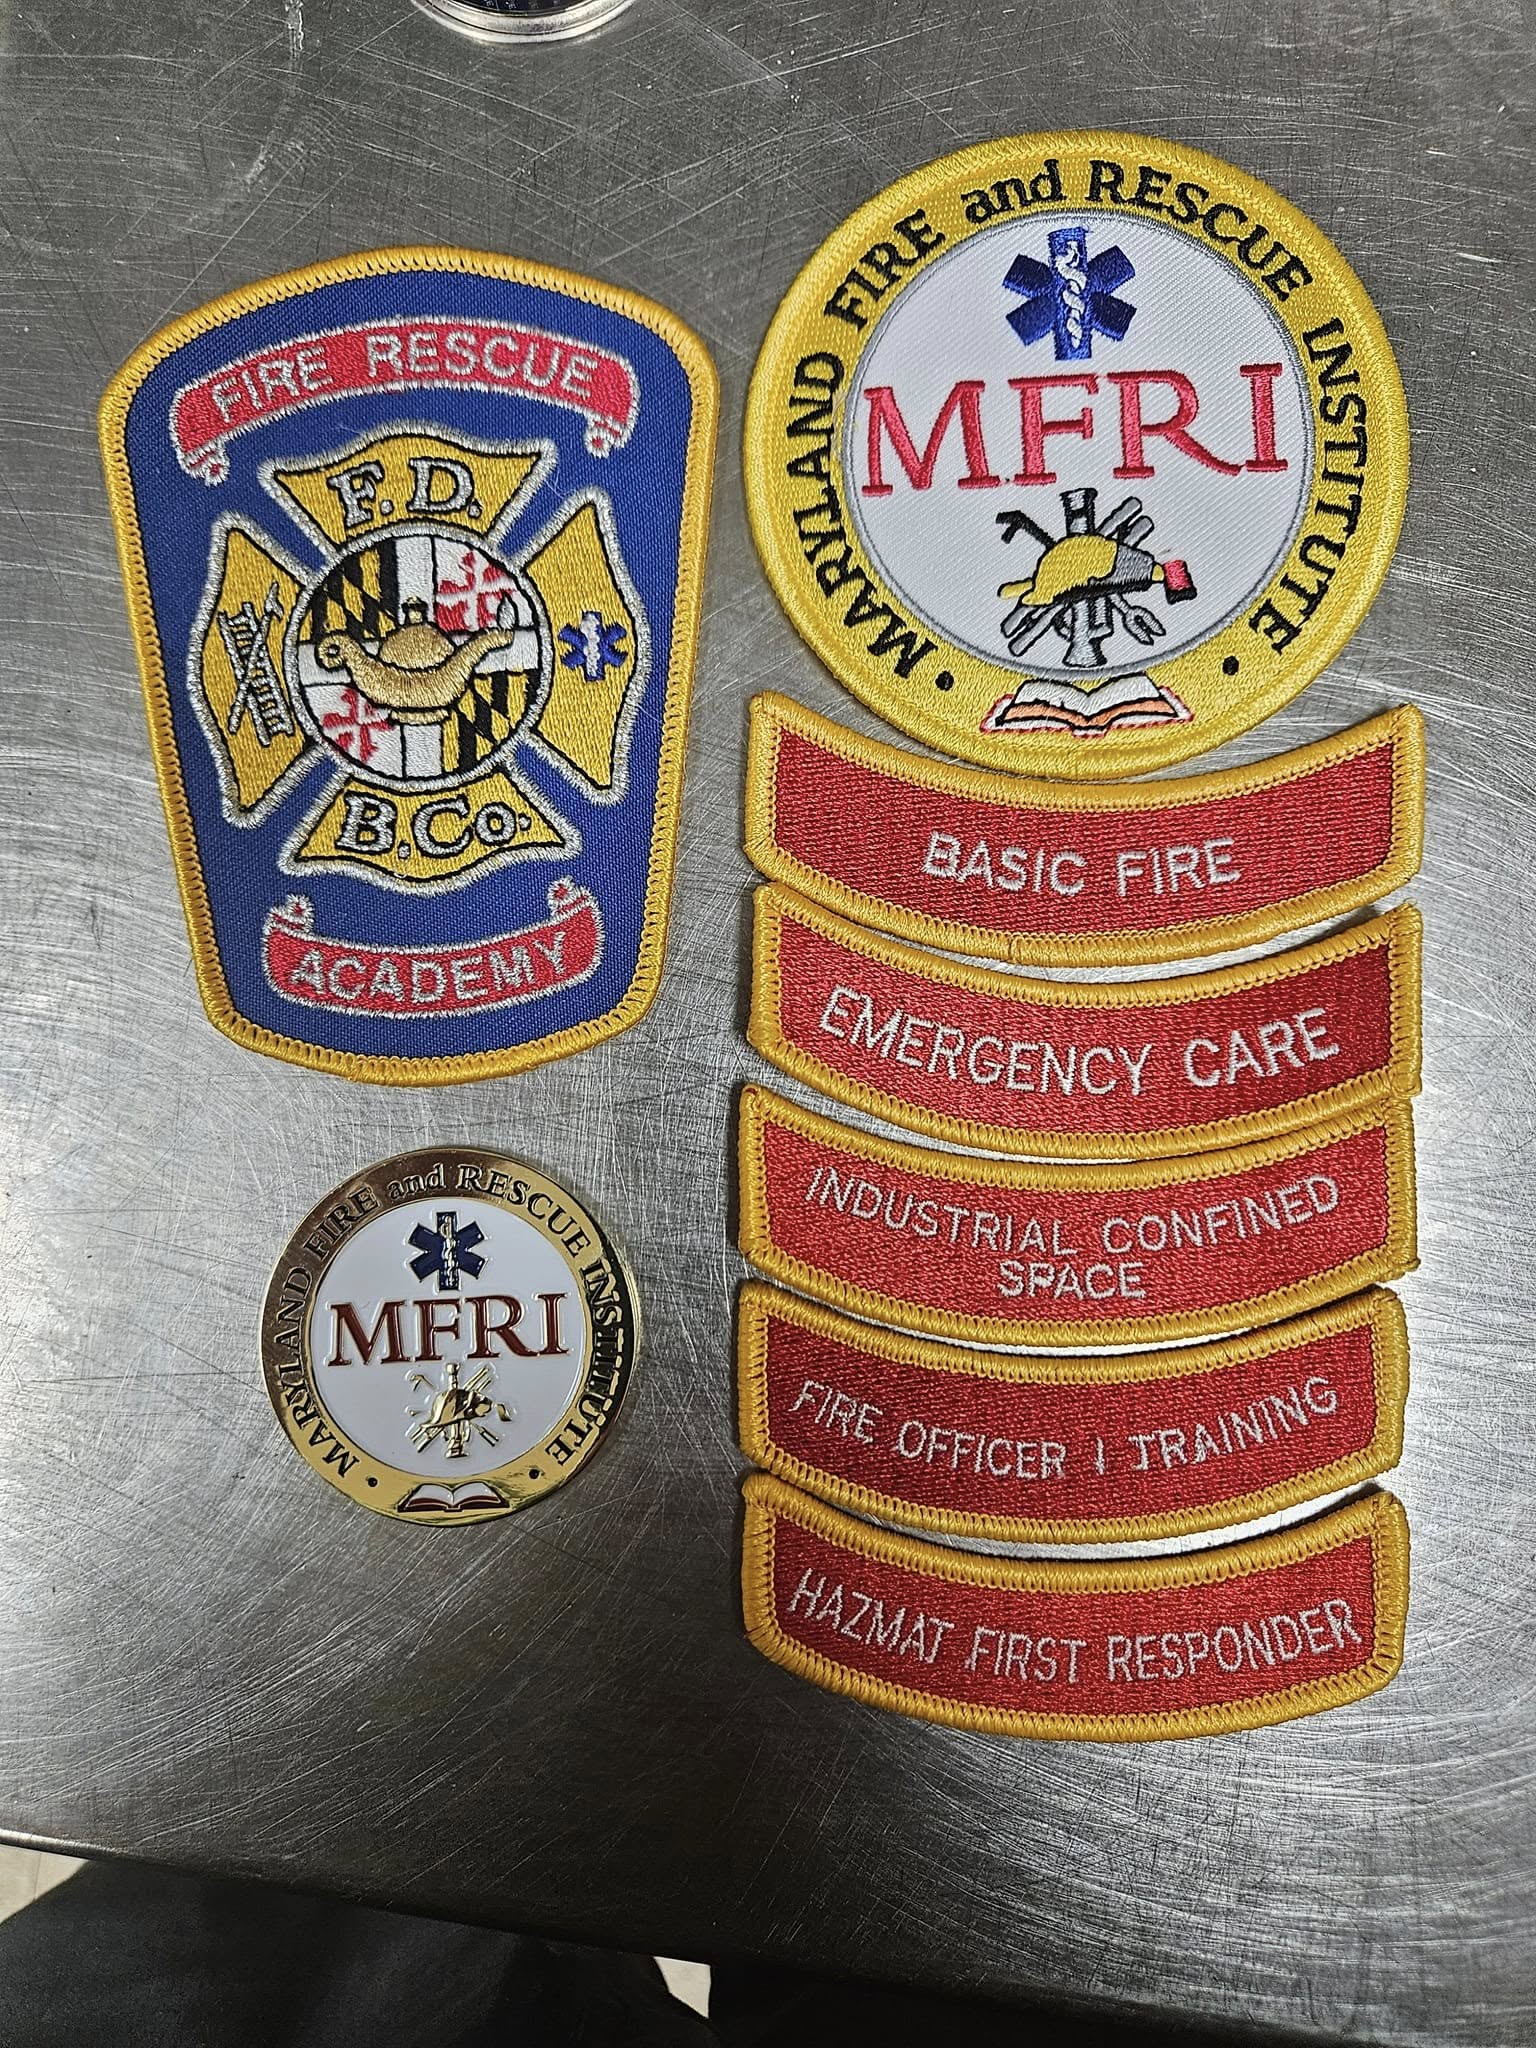 FIRE RESCUE
F.D.
B.Co.
ACADEMY
MARYLAND FIRE and RESCUE INSTITUTE
MFRI
BASIC FIRE
EMERGENCY CARE
INDUSTRIAL CONFINED
SPACE
FIRE OFFICER I TRAINING
HAZMAT FIRST RESPONDER
MARYLAND FIRE and RESCUE INSTITUTE
MFRI